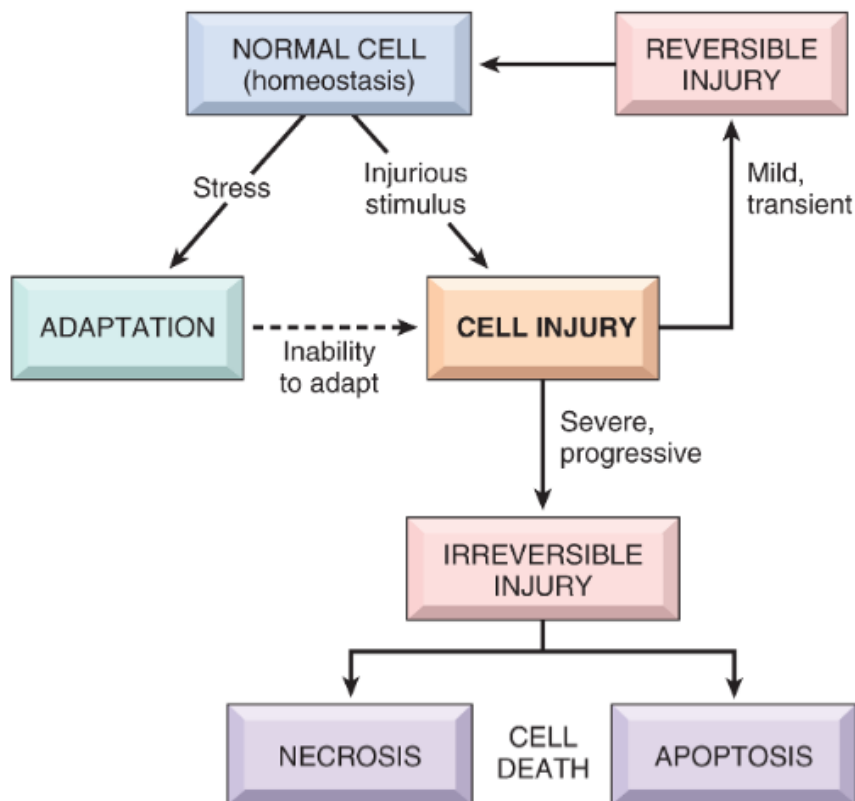 NORMAL CELL
(homeostasis)
REVERSIBLE
INJURY
Stress
Injurious
stimulus
Mild,
transient
ADAPTATION
Inability
to adapt
CELL INJURY
Severe,
progressive
IRREVERSIBLE
INJURY
NECROSIS
CELL
DEATH
APOPTOSIS